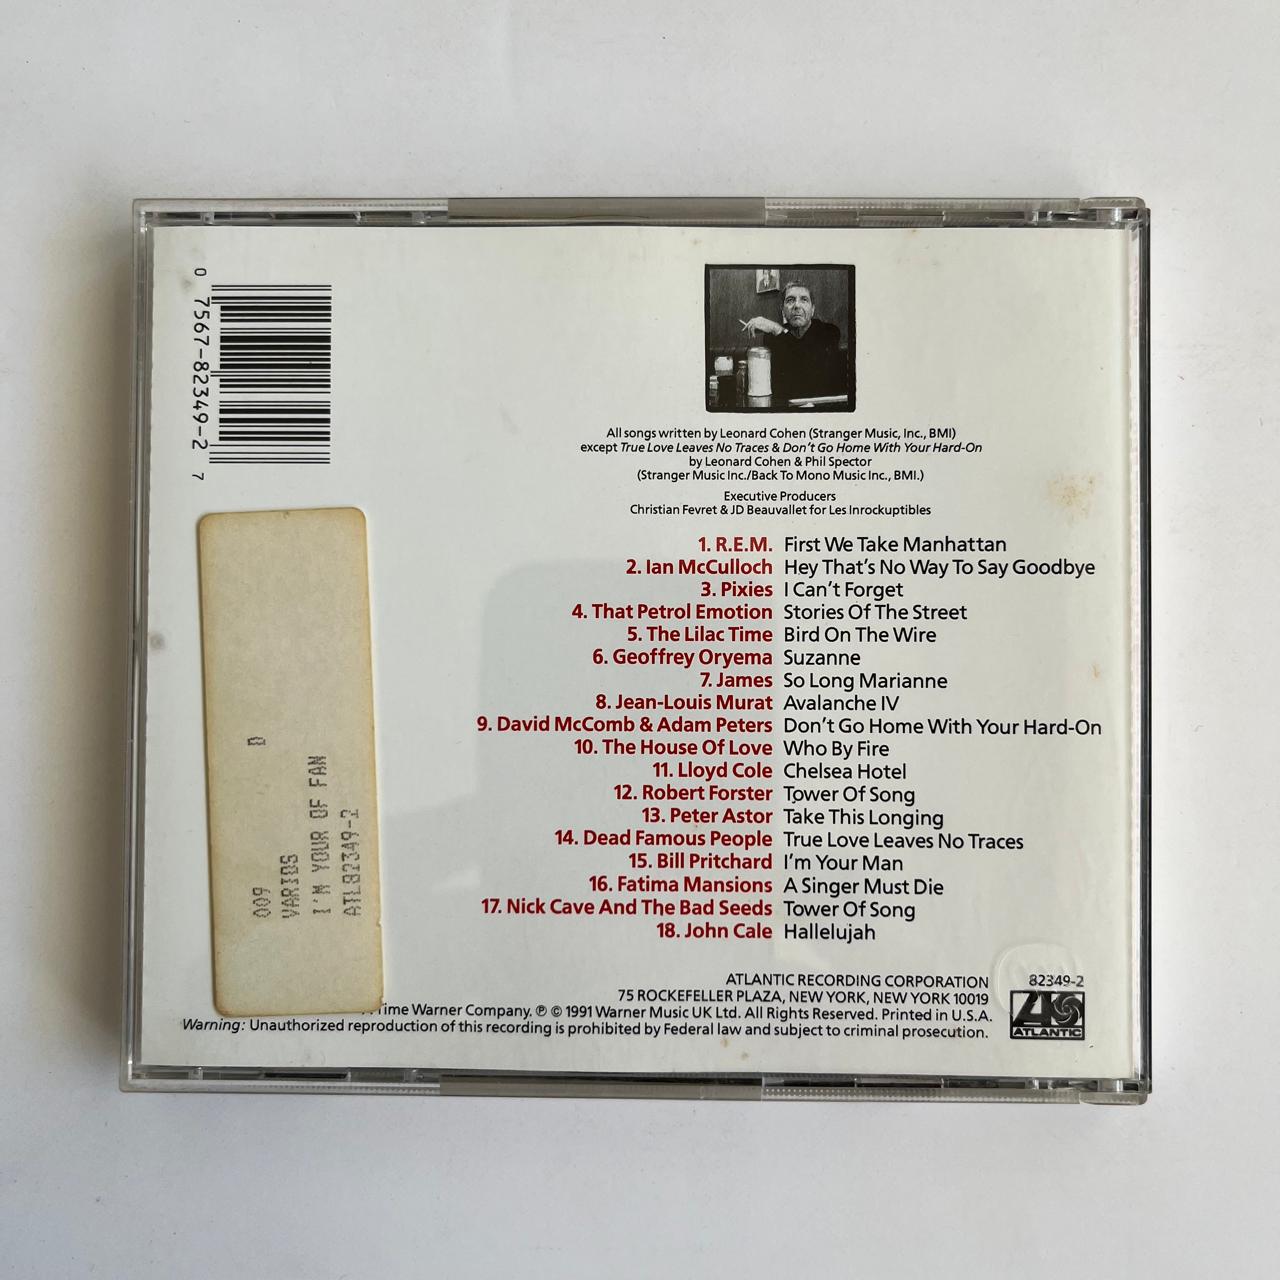 0 7567-82349-2 7
All songs written by Leonard Cohen (Stranger Music, Inc., BMI)
except True Love Leaves No Traces & Don't Go Home With Your Hard-On
by Leonard Cohen & Phil Spector
(Stranger Music Inc./Back To Mono Music Inc., BMI.)
Executive Producers
Christian Fevret & JD Beauvallet for Les Inrockuptibles
1. R.E.M. First We Take Manhattan
2. Ian McCulloch Hey That's No Way To Say Goodbye
3. Pixies I Can't Forget
4. That Petrol Emotion Stories Of The Street
5. The Lilac Time Bird On The Wire
6. Geoffrey Oryema Suzanne
7. James So Long Marianne
8. Jean-Louis Murat Avalanche IV
9. David McComb & Adam Peters Don't Go Home With Your Hard-On
10. The House Of Love Who By Fire
11. Lloyd Cole Chelsea Hotel
12. Robert Forster Tower Of Song
13. Peter Astor Take This Longing
14. Dead Famous People True Love Leaves No Traces
15. Bill Pritchard I'm Your Man
16. Fatima Mansions A Singer Must Die
17. Nick Cave And The Bad Seeds Tower Of Song
18. John Cale Hallelujah
D
009
VARIOS
I'M YOUR OF FAN
ATL82349-2
ATLANTIC RECORDING CORPORATION 82349-2
75 ROCKEFELLER PLAZA, NEW YORK, NEW YORK 10019
Time Warner Company. ℗ © 1991 Warner Music UK Ltd. All Rights Reserved. Printed in U.S.A.
Warning: Unauthorized reproduction of this recording is prohibited by Federal law and subject to criminal prosecution.
ATLANTIC